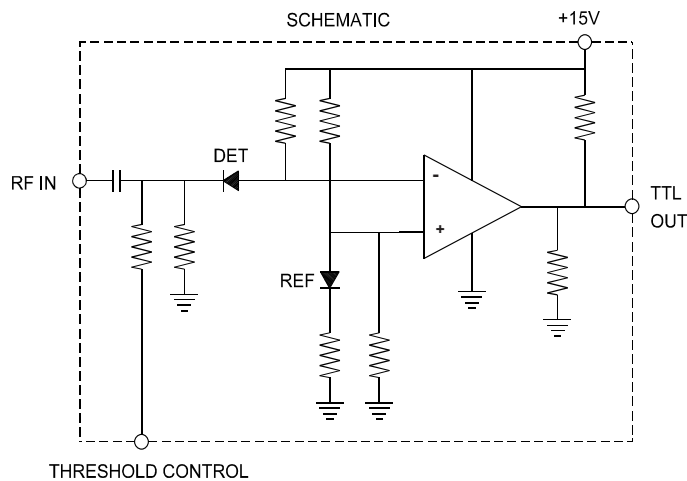 SCHEMATIC
+15V
DET
RF IN
-
TTL
OUT
+
REF
THRESHOLD CONTROL